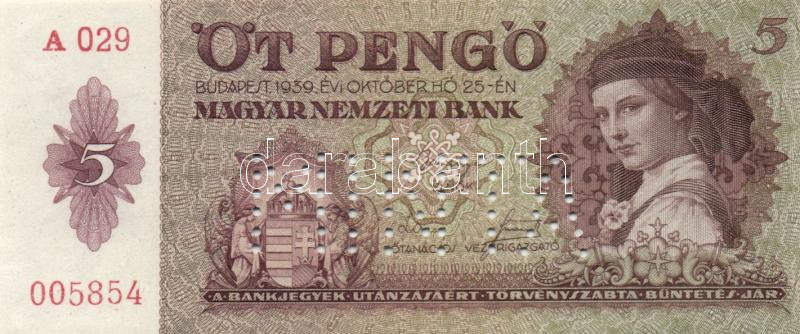 A 029
ÖT PENGŐ
5
BUDAPEST, 1939. ÉVI OKTÓBER HÓ 25-ÉN
MAGYAR NEMZETI BANK
5
darabanth
MINTA
FŐTANÁCSOS VEZÉRIGAZGATÓ
005854
·A·BANKJEGYEK·UTÁNZÁSÁÉRT·TÖRVÉNYSZABTA·BÜNTETÉS·JÁR·